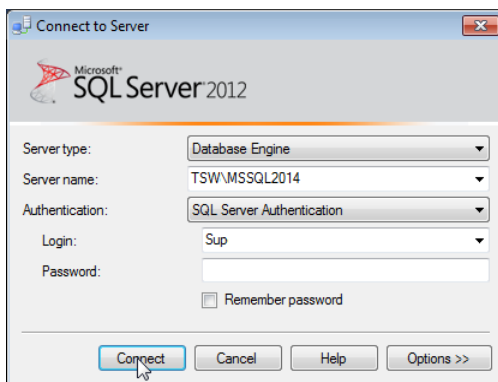 Connect to Server
Microsoft®
SQL Server® 2012
Server type: Database Engine
Server name: TSW\MSSQL2014
Authentication: SQL Server Authentication
Login: Sup
Password:
Remember password
Connect Cancel Help Options >>